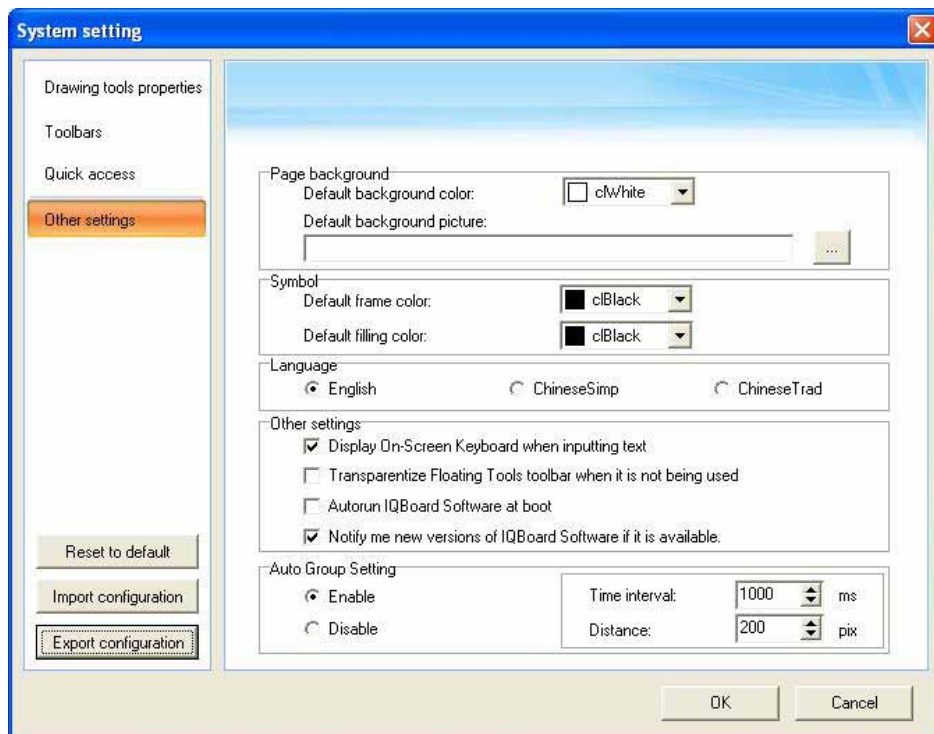 System setting
Drawing tools properties
Toolbars
Quick access
Other settings
Reset to default
Import configuration
Export configuration
Page background
Default background color: clWhite
Default background picture:
...
Symbol
Default frame color: clBlack
Default filling color: clBlack
Language
English ChineseSimp ChineseTrad
Other settings
Display On-Screen Keyboard when inputting text
Transparentize Floating Tools toolbar when it is not being used
Autorun IQBoard Software at boot
Notify me new versions of IQBoard Software if it is available.
Auto Group Setting
Enable Time interval: 1000 ms
Disable Distance: 200 pix
OK Cancel